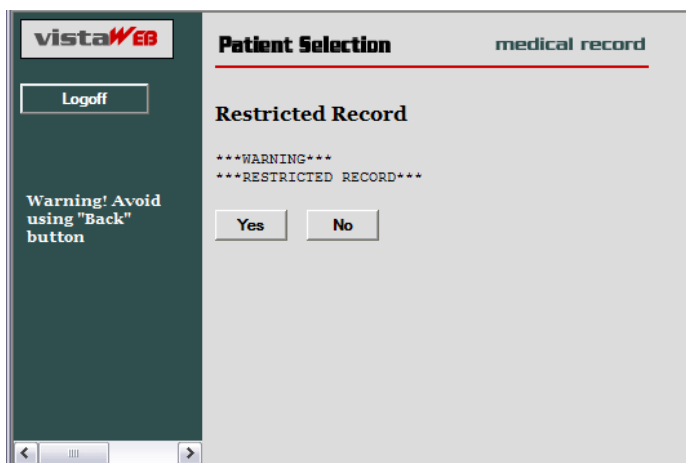 vistaWEB
Logoff
Warning! Avoid
using "Back"
button
Patient Selection
medical record
Restricted Record
***WARNING***
***RESTRICTED RECORD***
Yes
No